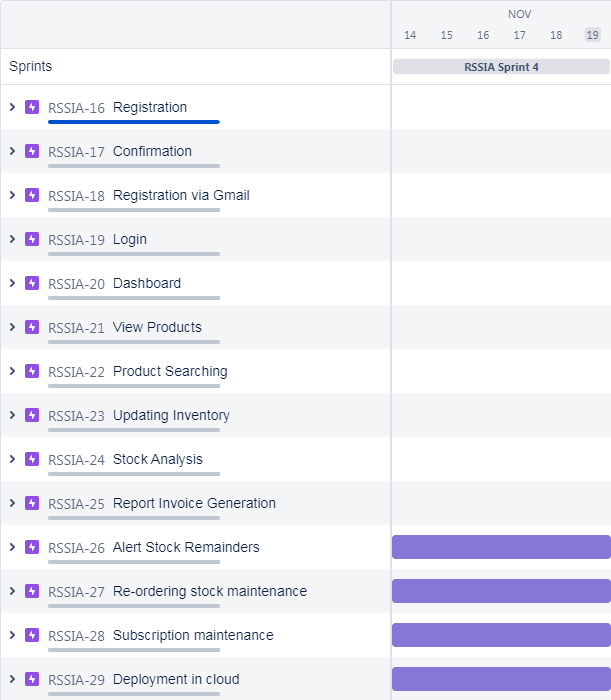 NOV
14 15 16 17 18 19
Sprints RSSIA Sprint 4
RSSIA-16 Registration
RSSIA-17 Confirmation
RSSIA-18 Registration via Gmail
RSSIA-19 Login
RSSIA-20 Dashboard
RSSIA-21 View Products
RSSIA-22 Product Searching
RSSIA-23 Updating Inventory
RSSIA-24 Stock Analysis
RSSIA-25 Report Invoice Generation
RSSIA-26 Alert Stock Remainders
RSSIA-27 Re-ordering stock maintenance
RSSIA-28 Subscription maintenance
RSSIA-29 Deployment in cloud